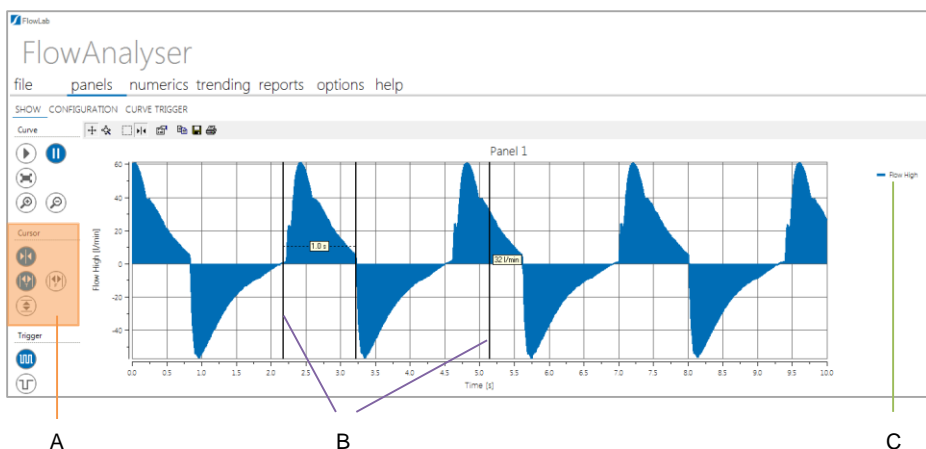 FlowLab
FlowAnalyser
file panels numerics trending reports options help
SHOW CONFIGURATION CURVE TRIGGER
Curve
Panel 1
Flow High
60
40
20
0
-20
-40
Flow High [l/min]
1.0 s
32 l/min
Cursor
Trigger
0.0 0.5 1.0 1.5 2.0 2.5 3.0 3.5 4.0 4.5 5.0 5.5 6.0 6.5 7.0 7.5 8.0 8.5 9.0 9.5 10.0
Time [s]
A B C